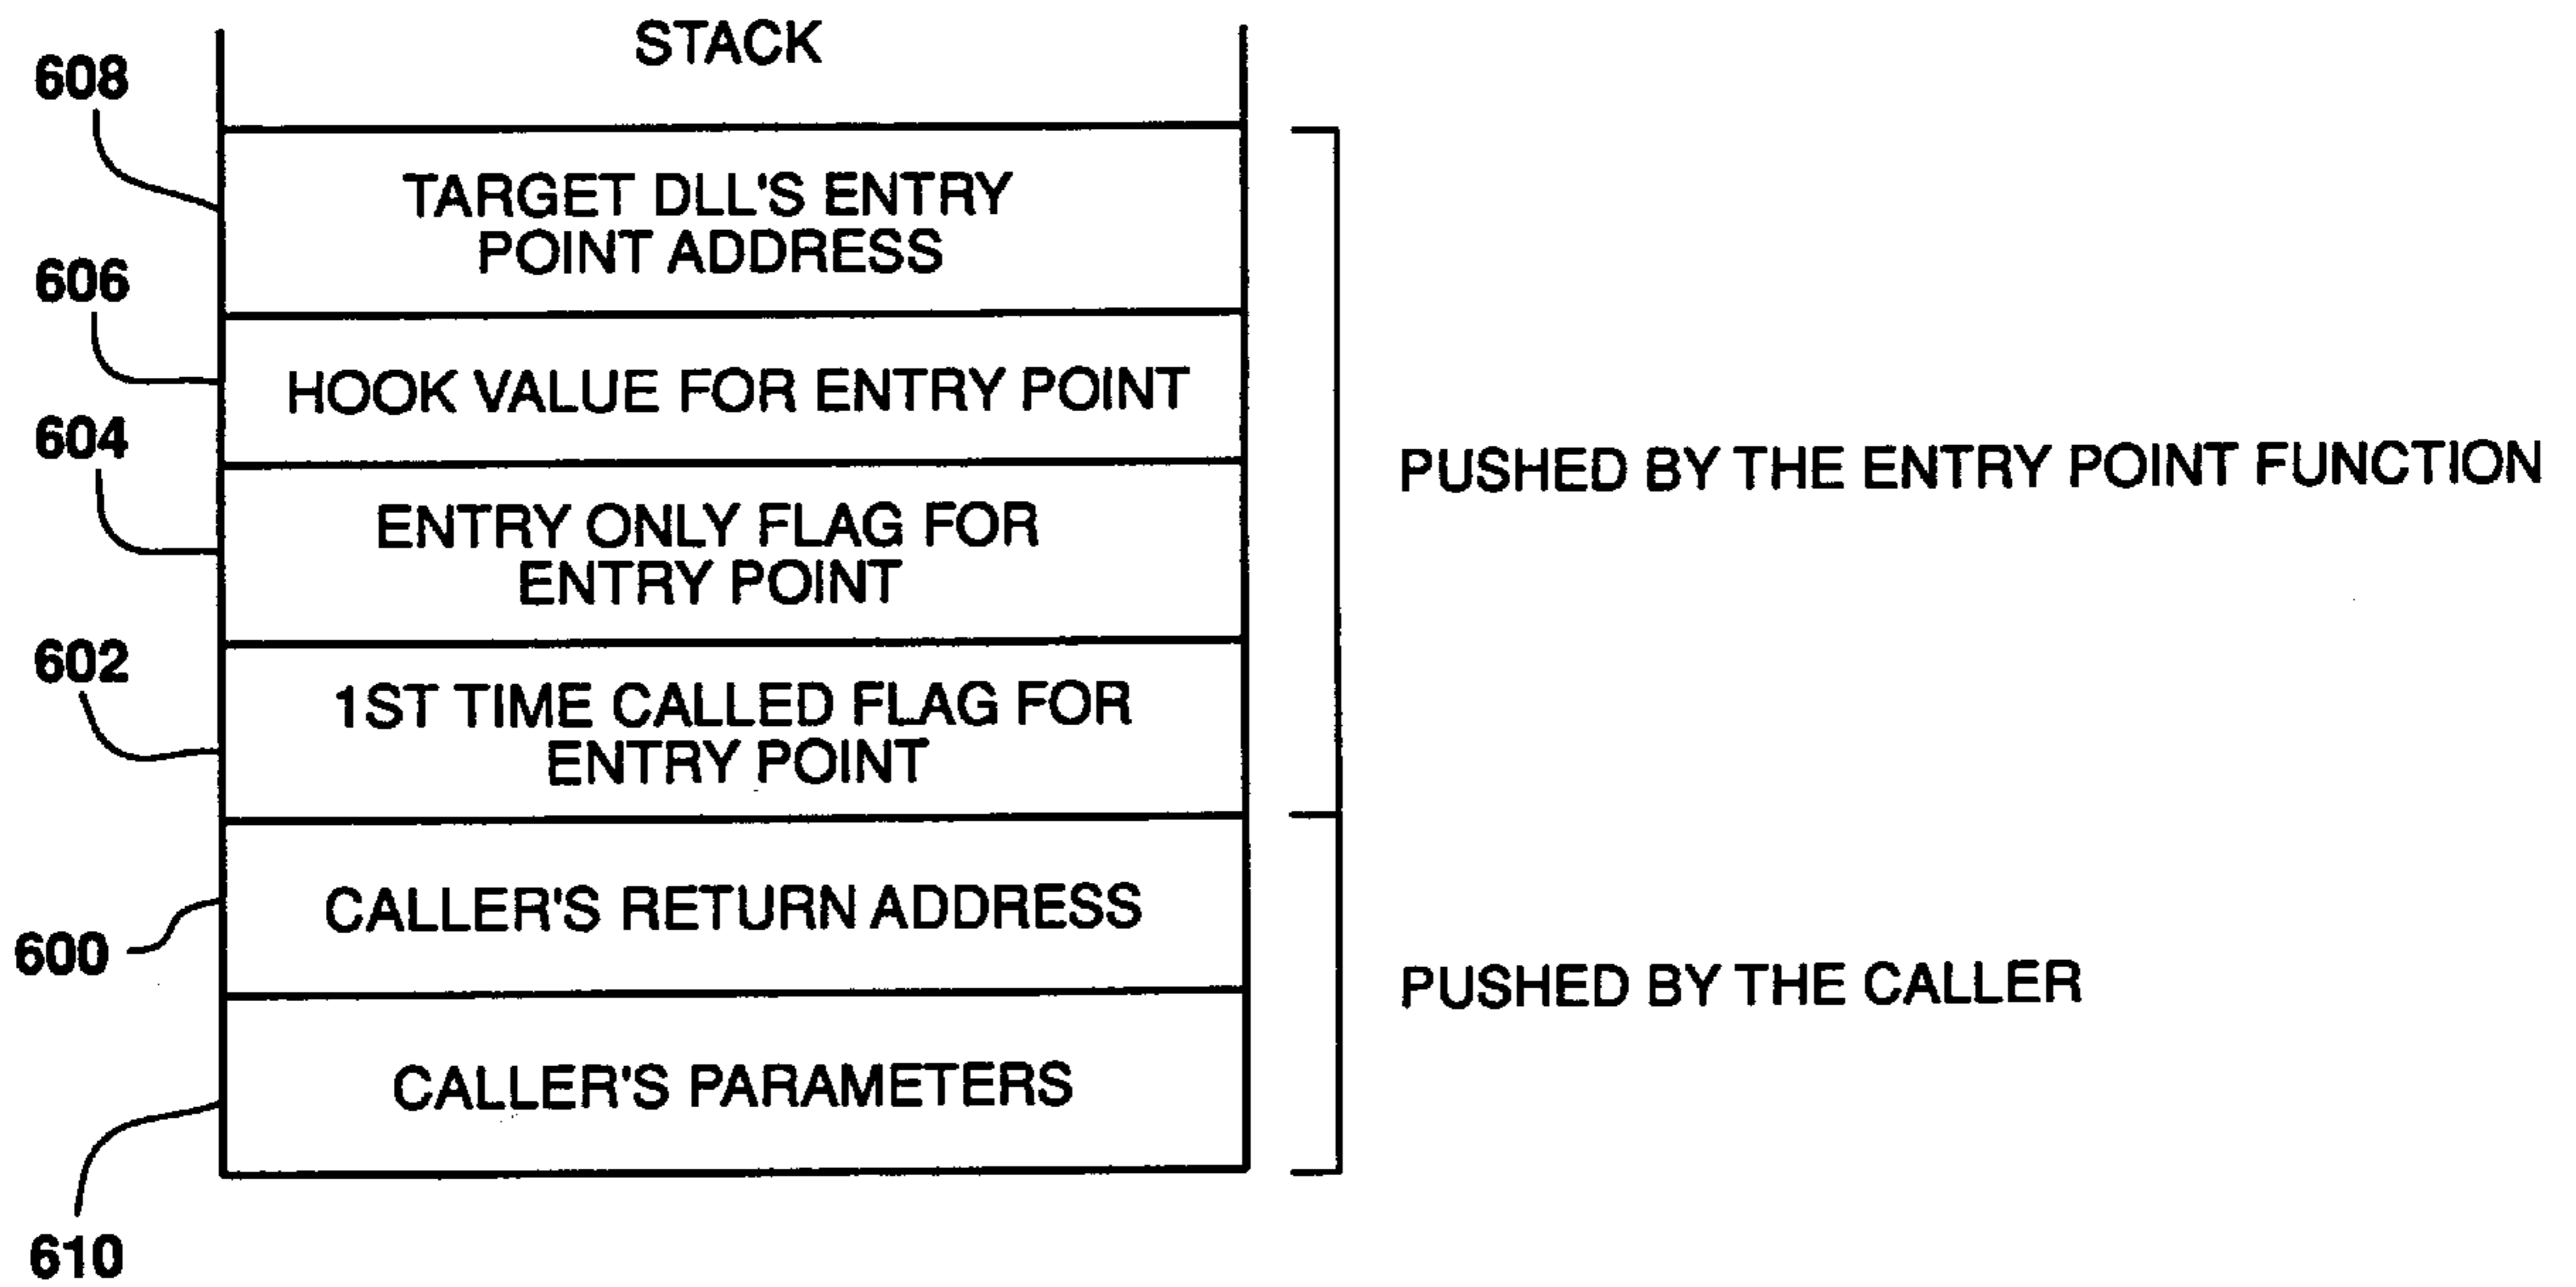 STACK
608
TARGET DLL'S ENTRY
POINT ADDRESS
606
HOOK VALUE FOR ENTRY POINT
604
ENTRY ONLY FLAG FOR
ENTRY POINT
PUSHED BY THE ENTRY POINT FUNCTION
602
1ST TIME CALLED FLAG FOR
ENTRY POINT
600
CALLER'S RETURN ADDRESS
PUSHED BY THE CALLER
CALLER'S PARAMETERS
610